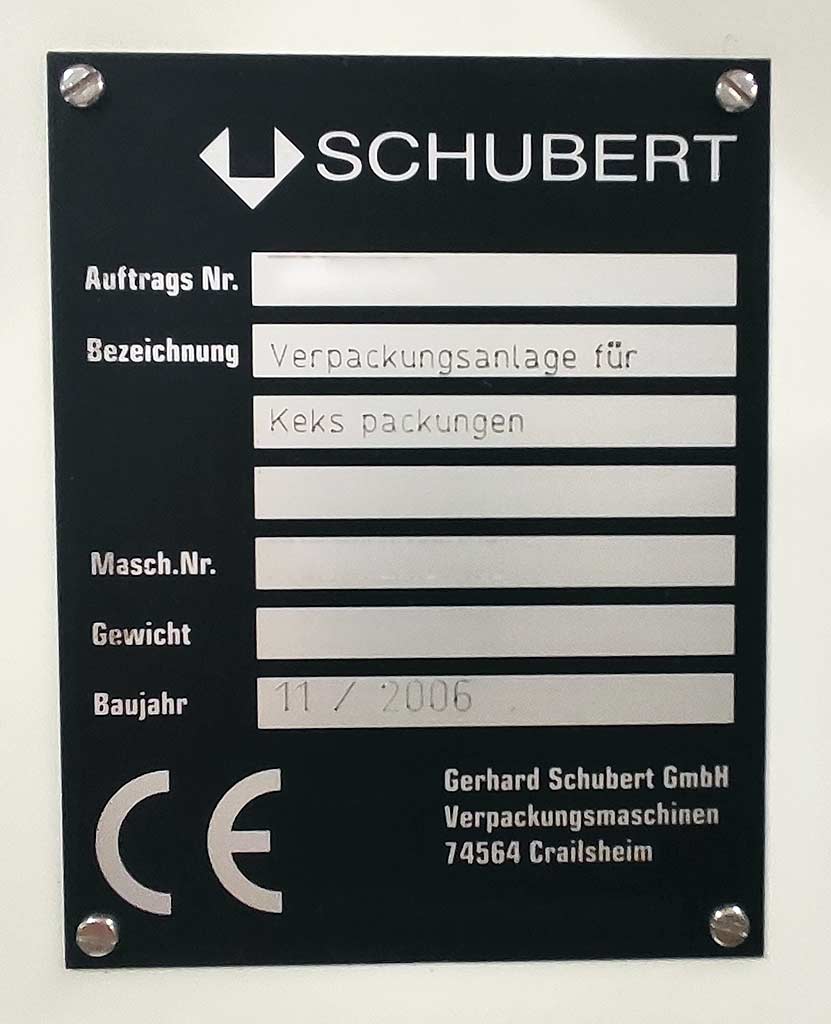 SCHUBERT
Auftrags Nr.
Bezeichnung Verpackungsanlage für
Keks packungen
Masch.Nr.
Gewicht
Baujahr 11 / 2006
CE
Gerhard Schubert GmbH
Verpackungsmaschinen
74564 Crailsheim